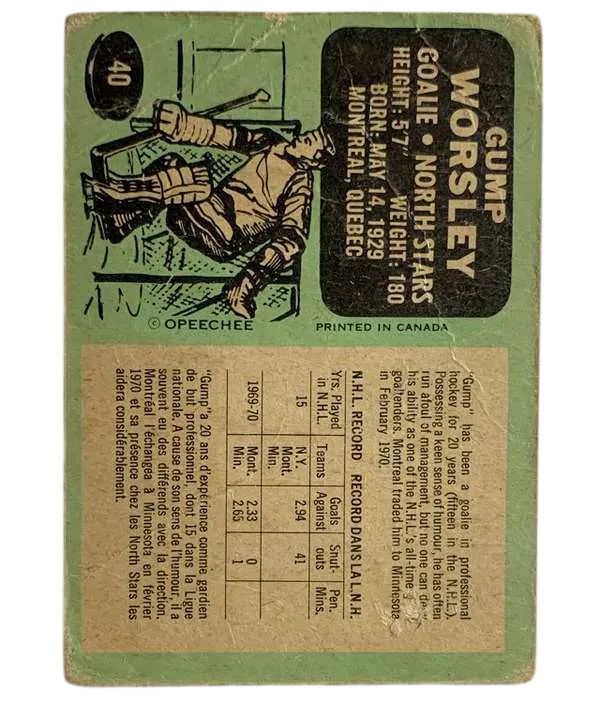 40
GUMP
WORSLEY
GOALIE • NORTH STARS
HEIGHT: 5'7" WEIGHT: 180
BORN: MAY 14, 1929
MONTREAL, QUEBEC
© OPEECHEE
PRINTED IN CANADA
"Gump" has been a goalie in professional
hockey for 20 years (fifteen in the N.H.L.).
Possessing a keen sense of humour, he has often
run afoul of management, but no one can
his ability as one of the N.H.L.'s all-time
goaltenders. Montreal traded him to Minnesota
in February 1970.
N.H.L. RECORD RECORD DANS LA L.N.H.
Yrs. Played Goals Shut- Pen.
in N.H.L. Teams Against outs Mins.
15 N.Y. 2.94 41
Mont.
Min.
1969-70 Mont. 2.33 0
Min. 2.65 1
"Gump" a 20 ans d'expérience comme gardien
de but professionnel, dont 15 dans la Ligue
nationale. A cause de son sens de l'humour, il a
souvent eu des différends avec la direction.
Montréal l'échangea à Minnesota en février
1970 et sa présence chez les North Stars les
aidera considérablement.